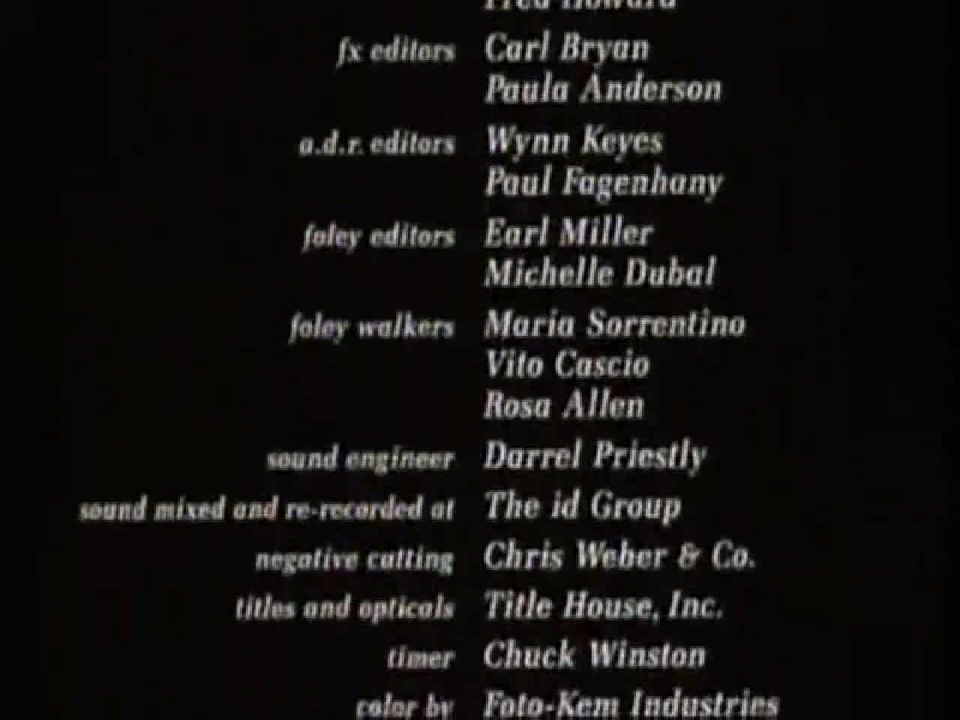 Fred Howard
fx editors Carl Bryan
Paula Anderson
a.d.r. editors Wynn Keyes
Paul Fagenhany
foley editors Earl Miller
Michelle Dubal
foley walkers Maria Sorrentino
Vito Cascio
Rosa Allen
sound engineer Darrel Priestly
sound mixed and re-recorded at The id Group
negative cutting Chris Weber & Co.
titles and opticals Title House, Inc.
timer Chuck Winston
color by Foto-Kem Industries